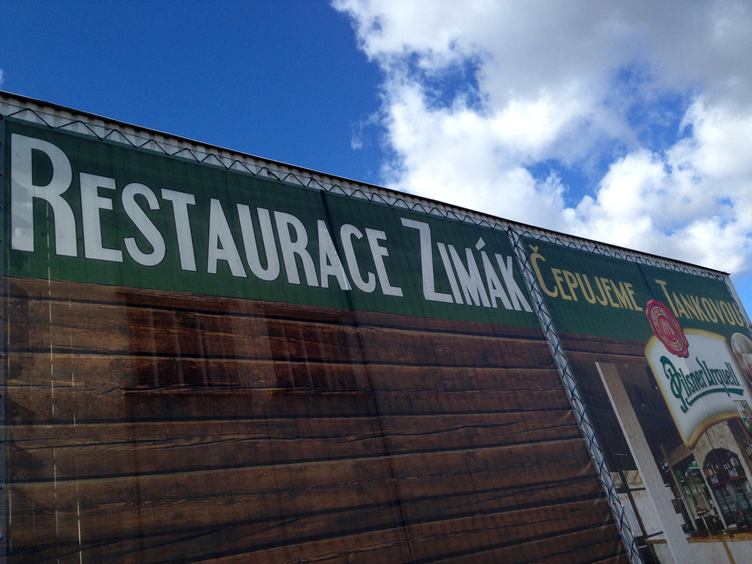 RESTAURACE ZIMÁK
ČEPUJEME TANKOVOU
Pilsner Urquell